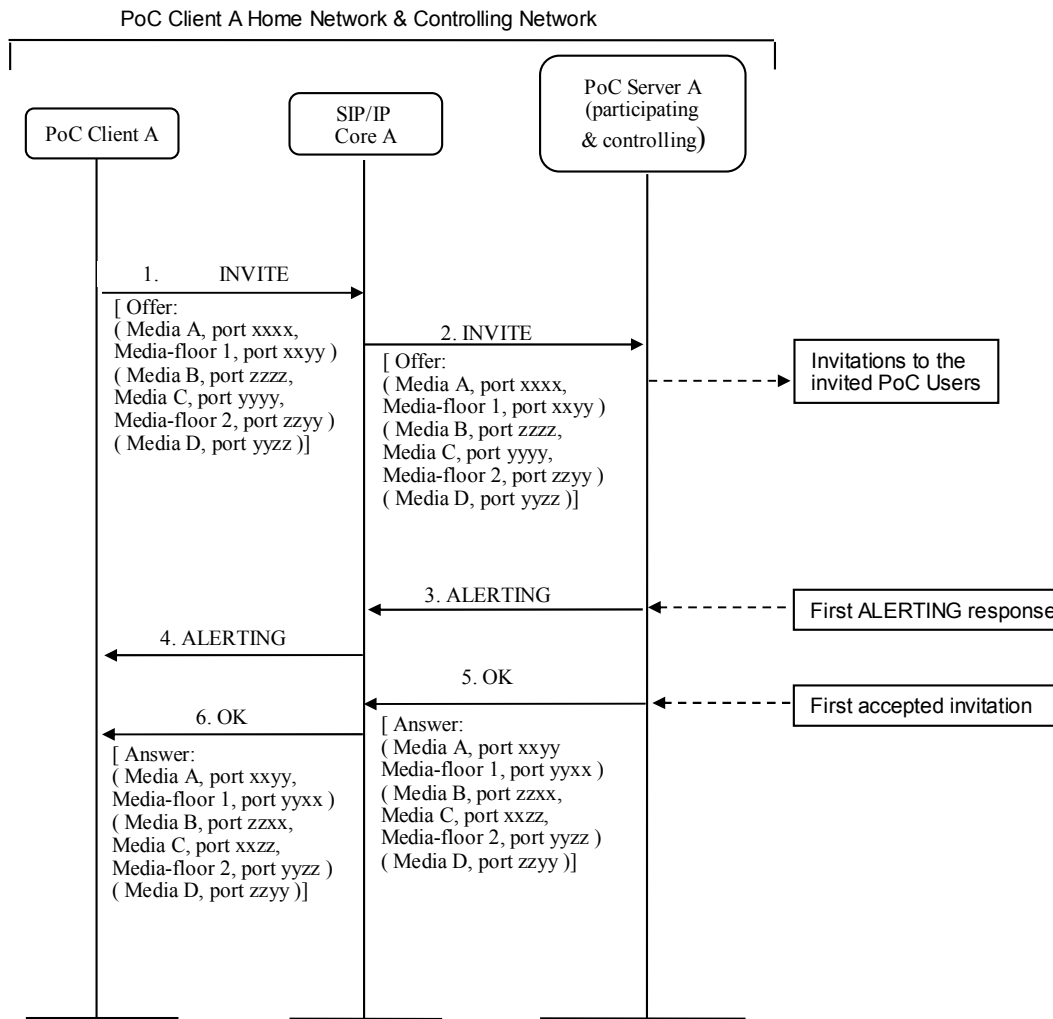 PoC Client A Home Network & Controlling Network
PoC Client A
SIP/IP
Core A
PoC Server A
(participating
& controlling)
1. INVITE
[ Offer:
( Media A, port xxxx,
Media-floor 1, port xxyy )
( Media B, port zzzz,
Media C, port yyyy,
Media-floor 2, port zzyy )
( Media D, port yyzz )]
2. INVITE
[ Offer:
( Media A, port xxxx,
Media-floor 1, port xxyy )
( Media B, port zzzz,
Media C, port yyyy,
Media-floor 2, port zzyy )
( Media D, port yyzz )]
Invitations to the
invited PoC Users
3. ALERTING
First ALERTING response
4. ALERTING
5. OK
First accepted invitation
6. OK
[ Answer:
( Media A, port xxyy,
Media-floor 1, port yyxx )
( Media B, port zzxx,
Media C, port xxzz,
Media-floor 2, port yyzz )
( Media D, port zzyy )]
[ Answer:
( Media A, port xxyy
Media-floor 1, port yyxx )
( Media B, port zzxx,
Media C, port xxzz,
Media-floor 2, port yyzz )
( Media D, port zzyy )]